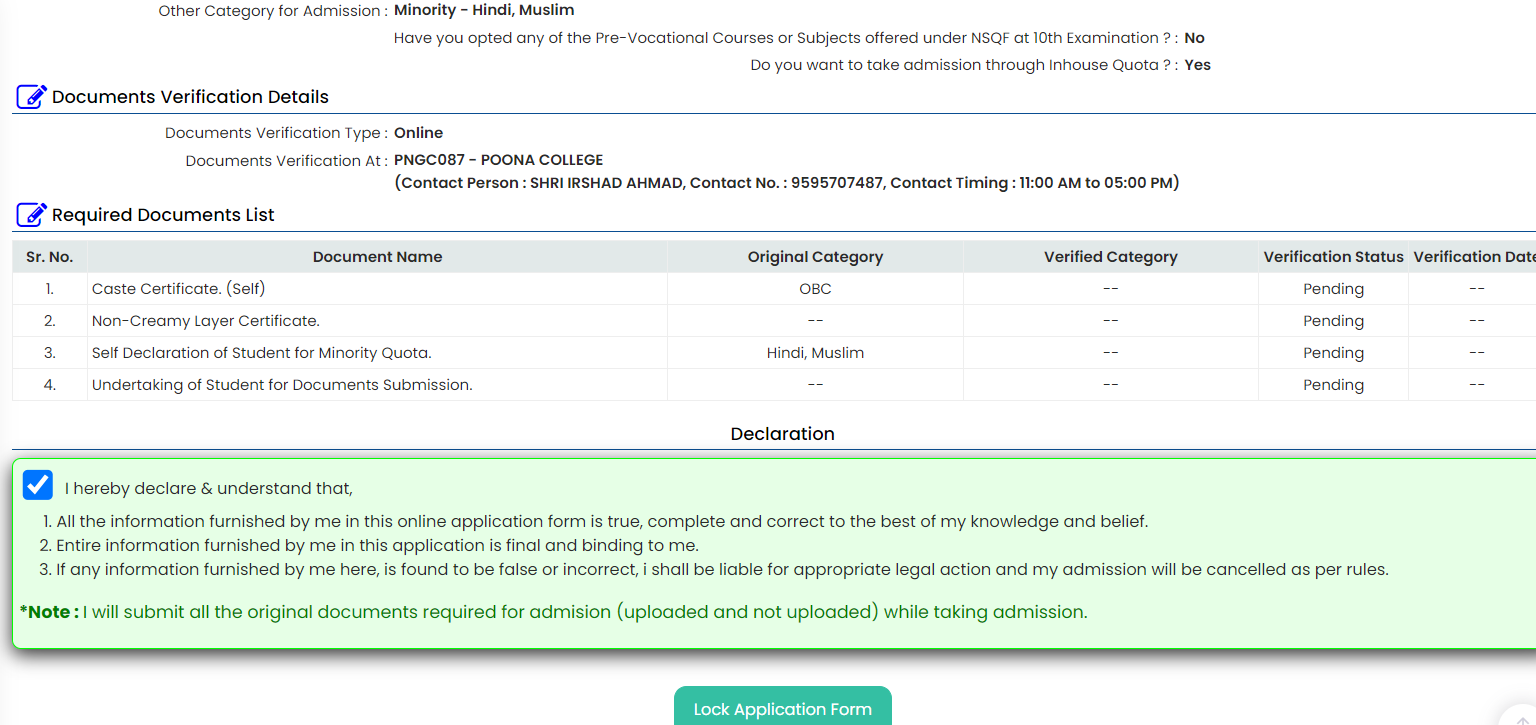 Other Category for Admission : Minority - Hindi, Muslim
Have you opted any of the Pre-Vocational Courses or Subjects offered under NSQF at 10th Examination ? : No
Do you want to take admission through Inhouse Quota ? : Yes
Documents Verification Details
Documents Verification Type : Online
Documents Verification At : PNGC087 - POONA COLLEGE
(Contact Person : SHRI IRSHAD AHMAD, Contact No. : 9595707487, Contact Timing : 11:00 AM to 05:00 PM)
Required Documents List
Sr. No. Document Name Original Category Verified Category Verification Status Verification Date
1. Caste Certificate. (Self) OBC -- Pending --
2. Non-Creamy Layer Certificate. -- -- Pending --
3. Self Declaration of Student for Minority Quota. Hindi, Muslim -- Pending --
4. Undertaking of Student for Documents Submission. -- -- Pending --
Declaration
I hereby declare & understand that,
1. All the information furnished by me in this online application form is true, complete and correct to the best of my knowledge and belief.
2. Entire information furnished by me in this application is final and binding to me.
3. If any information furnished by me here, is found to be false or incorrect, i shall be liable for appropriate legal action and my admission will be cancelled as per rules.
*Note : I will submit all the original documents required for admision (uploaded and not uploaded) while taking admission.
Lock Application Form